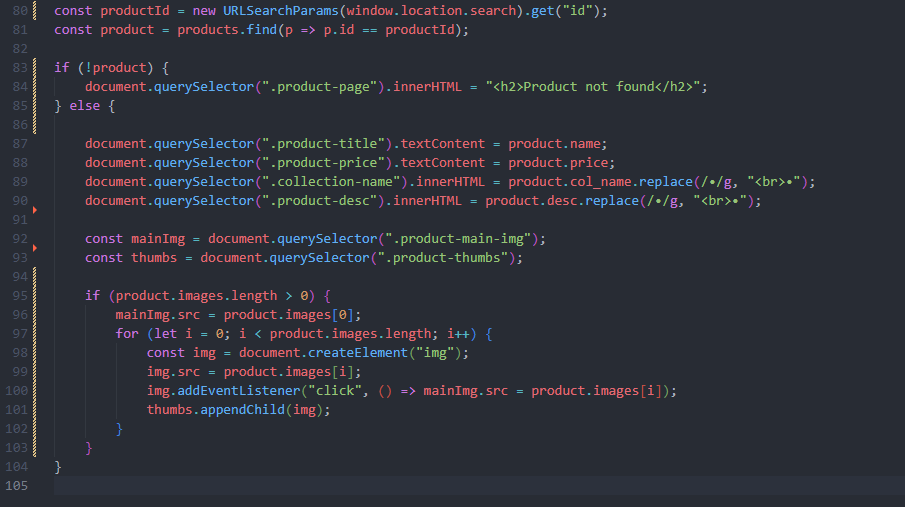 80 const productId = new URLSearchParams(window.location.search).get("id");
81 const product = products.find(p => p.id == productId);
82
83 if (!product) {
84     document.querySelector(".product-page").innerHTML = "<h2>Product not found</h2>";
85 } else {
86
87     document.querySelector(".product-title").textContent = product.name;
88     document.querySelector(".product-price").textContent = product.price;
89     document.querySelector(".collection-name").innerHTML = product.col_name.replace(/•/g, "<br>•");
90     document.querySelector(".product-desc").innerHTML = product.desc.replace(/•/g, "<br>•");
91
92     const mainImg = document.querySelector(".product-main-img");
93     const thumbs = document.querySelector(".product-thumbs");
94
95     if (product.images.length > 0) {
96         mainImg.src = product.images[0];
97         for (let i = 0; i < product.images.length; i++) {
98             const img = document.createElement("img");
99             img.src = product.images[i];
100             img.addEventListener("click", () => mainImg.src = product.images[i]);
101             thumbs.appendChild(img);
102         }
103     }
104 }
105